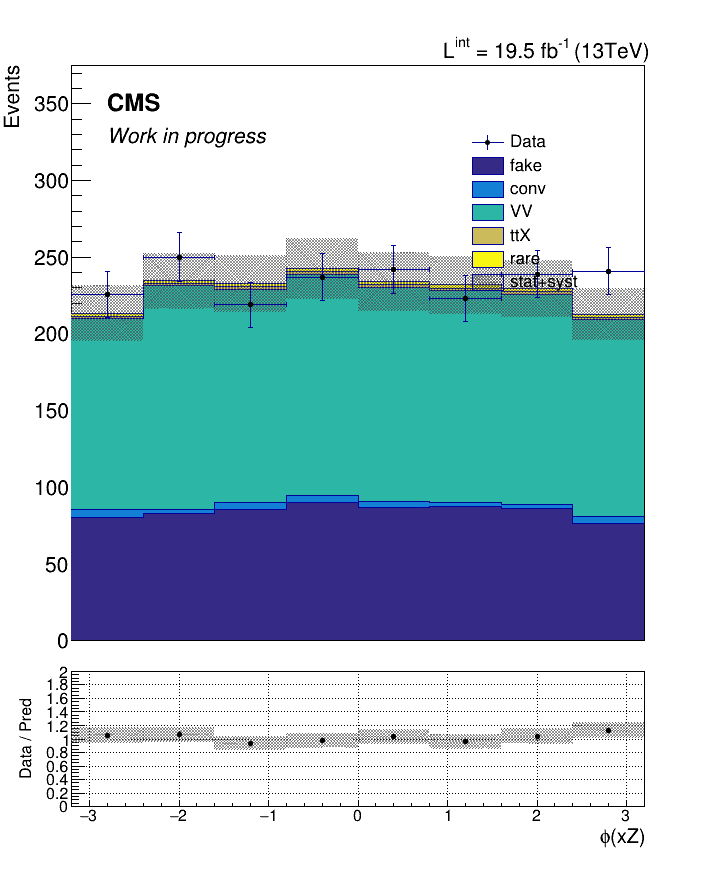 L^int = 19.5 fb^-1 (13TeV)
Events
CMS
Work in progress
Data
fake
conv
VV
ttX
rare
stat+syst
350
300
250
200
150
100
50
0
Data / Pred
2
1.8
1.6
1.4
1.2
1
0.8
0.6
0.4
0.2
0
−3 −2 −1 0 1 2 3
ϕ(xZ)